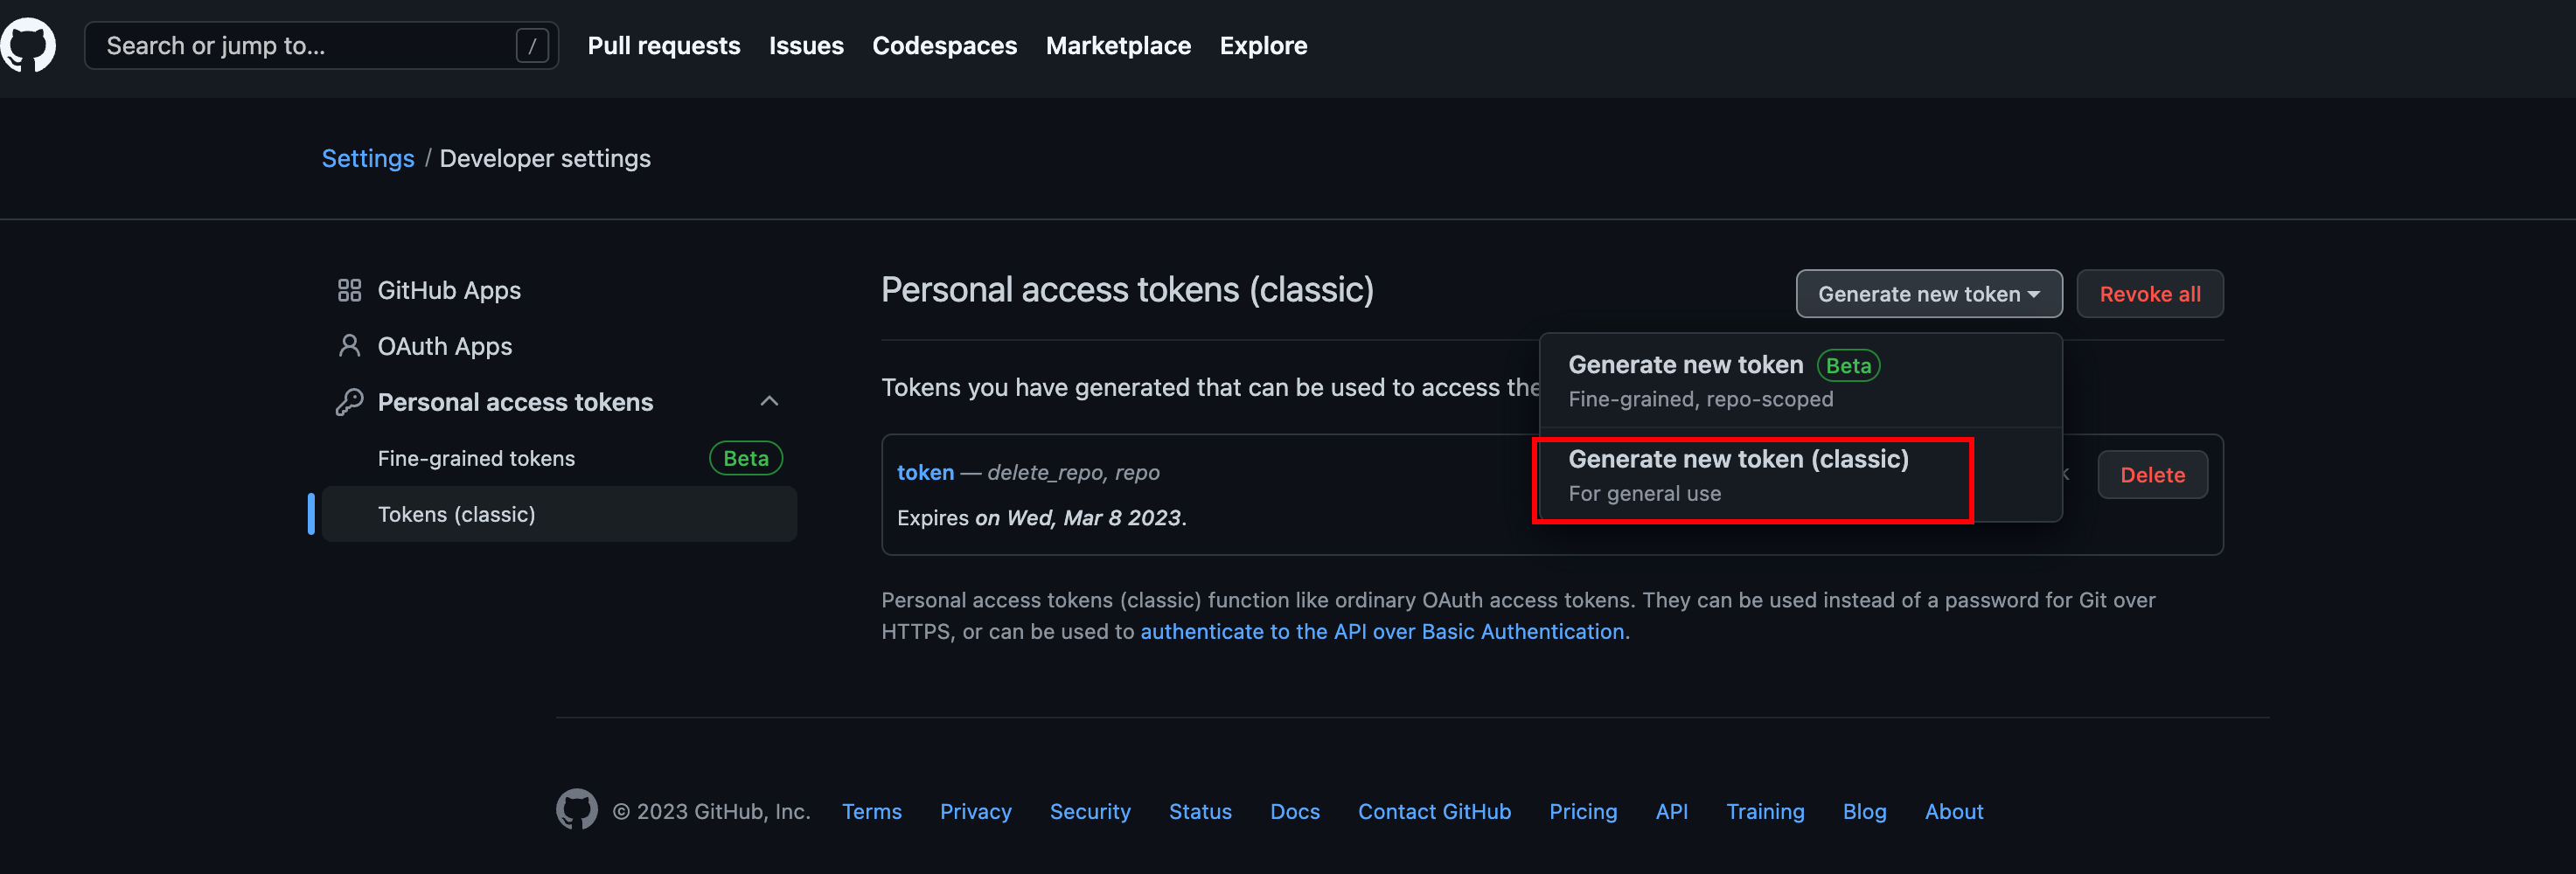 Search or jump to... /
Pull requests Issues Codespaces Marketplace Explore
Settings / Developer settings
GitHub Apps
OAuth Apps
Personal access tokens
Fine-grained tokens Beta
Tokens (classic)
Personal access tokens (classic)
Generate new token Revoke all
Generate new token Beta
Fine-grained, repo-scoped
Generate new token (classic)
For general use
Tokens you have generated that can be used to access the
token — delete_repo, repo
Delete
Expires on Wed, Mar 8 2023.
Personal access tokens (classic) function like ordinary OAuth access tokens. They can be used instead of a password for Git over
HTTPS, or can be used to authenticate to the API over Basic Authentication.
© 2023 GitHub, Inc. Terms Privacy Security Status Docs Contact GitHub Pricing API Training Blog About